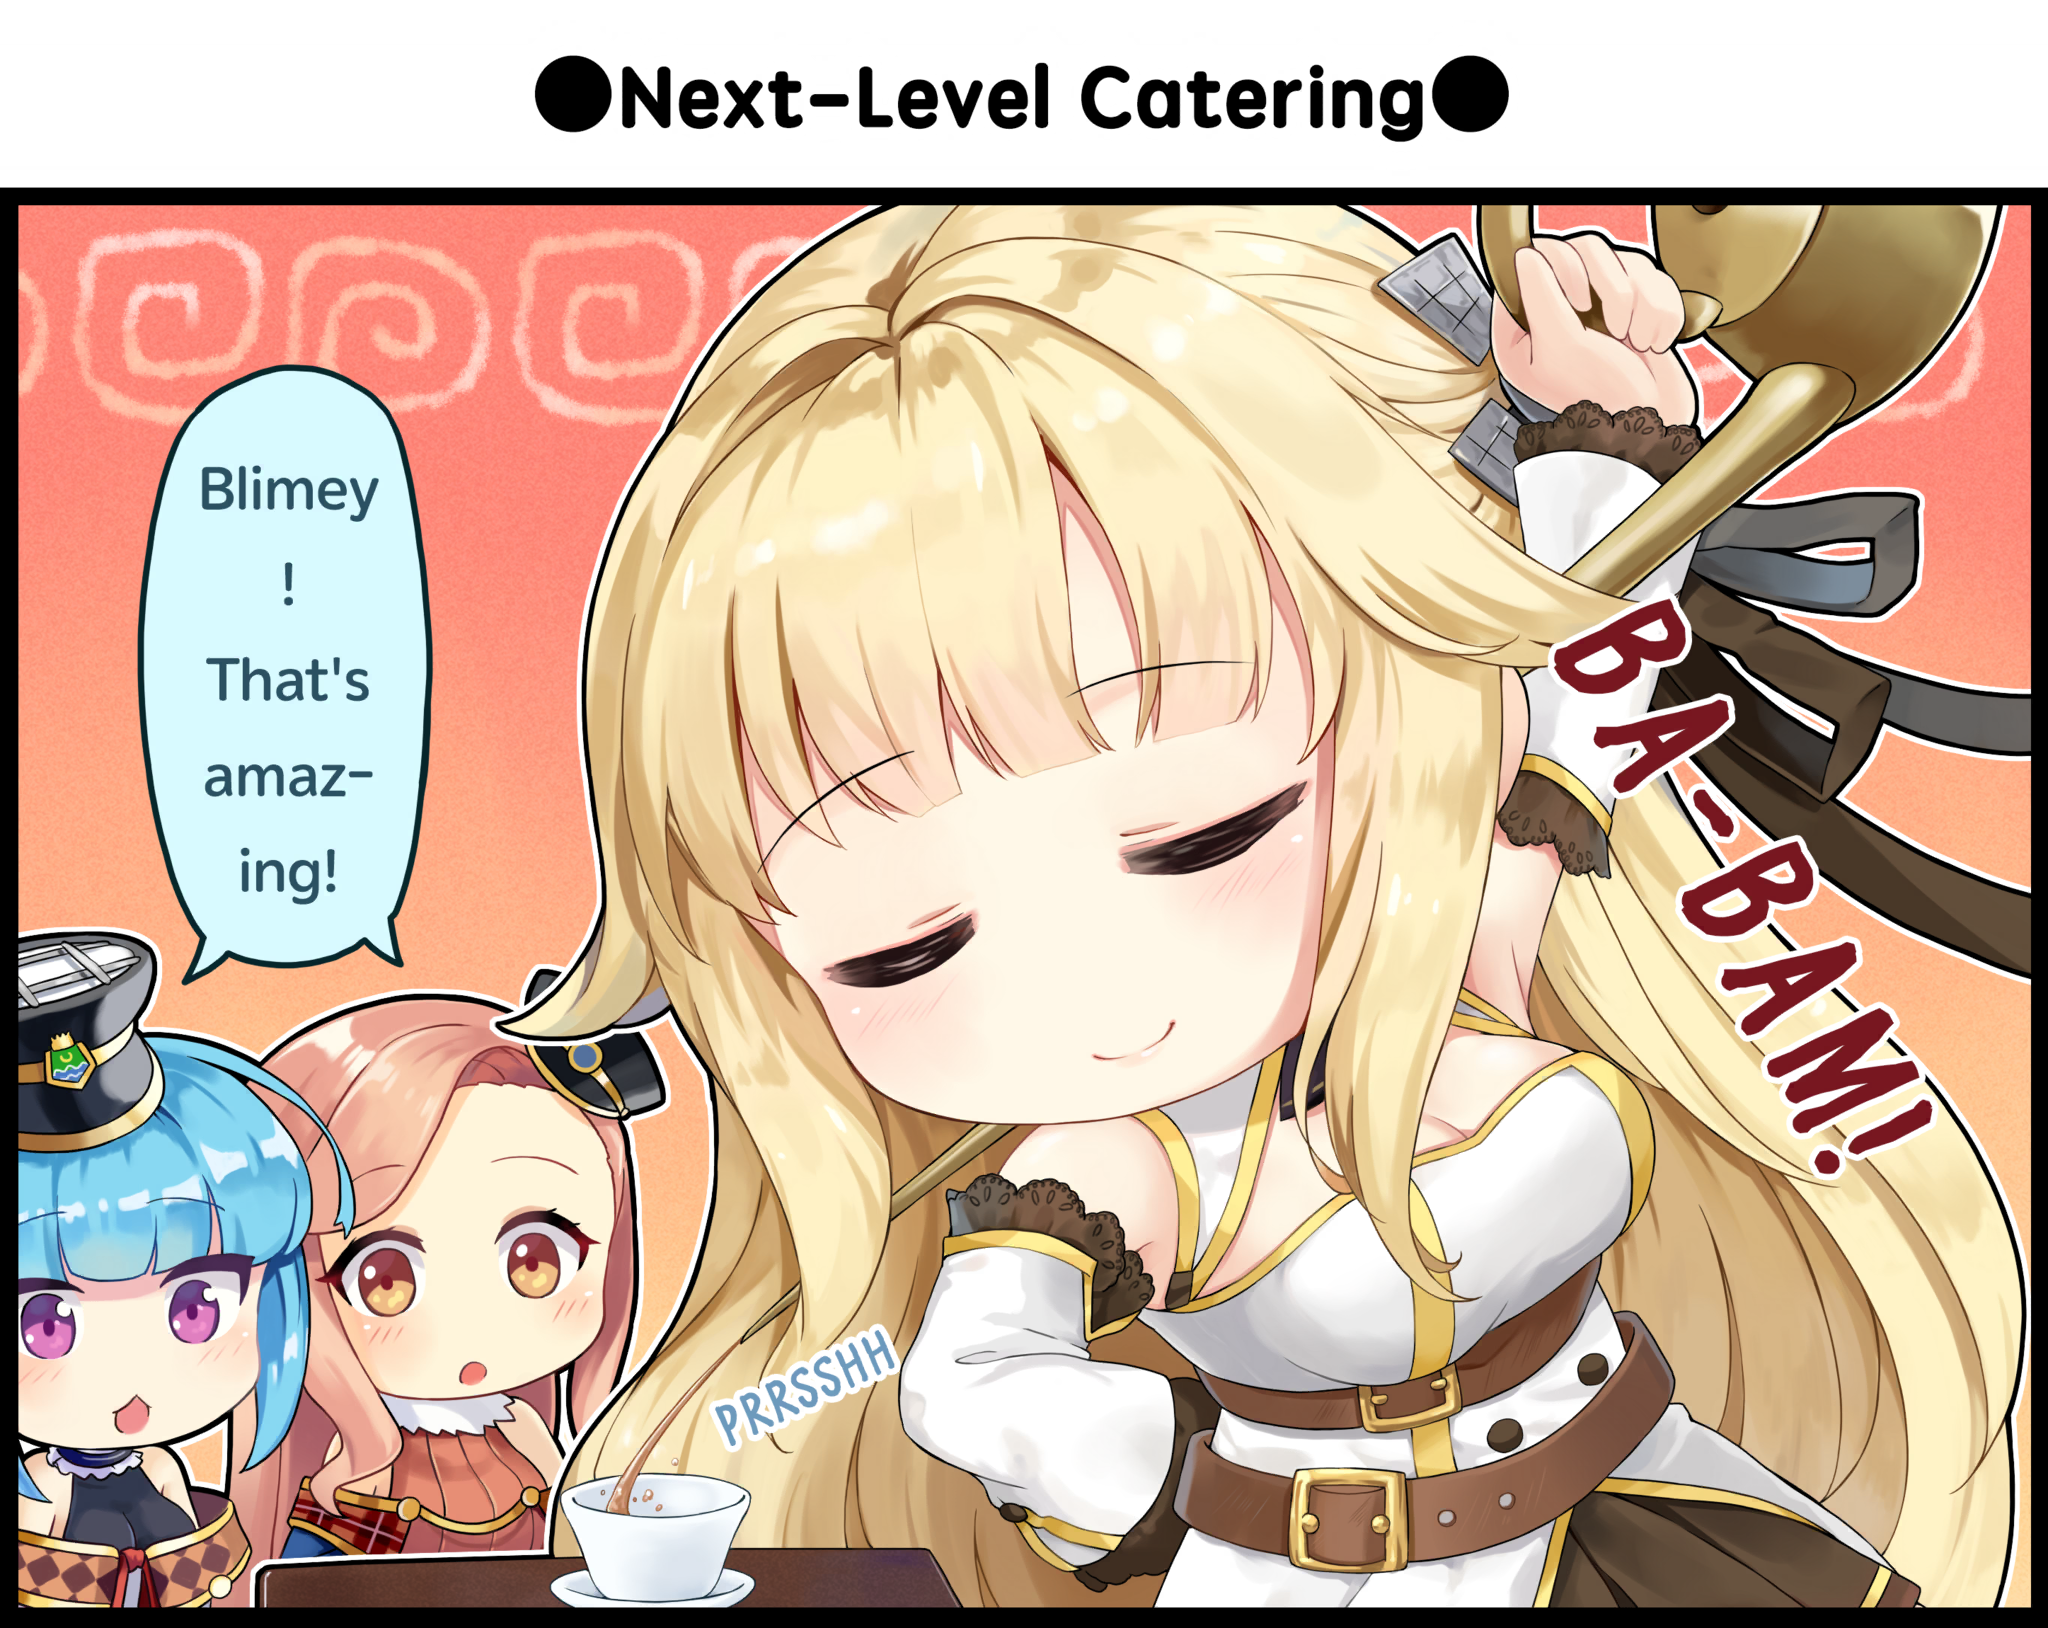 ●Next-Level Catering●
Blimey
!
That's
amaz-
ing!
BA-BAM!
PRRSSHH